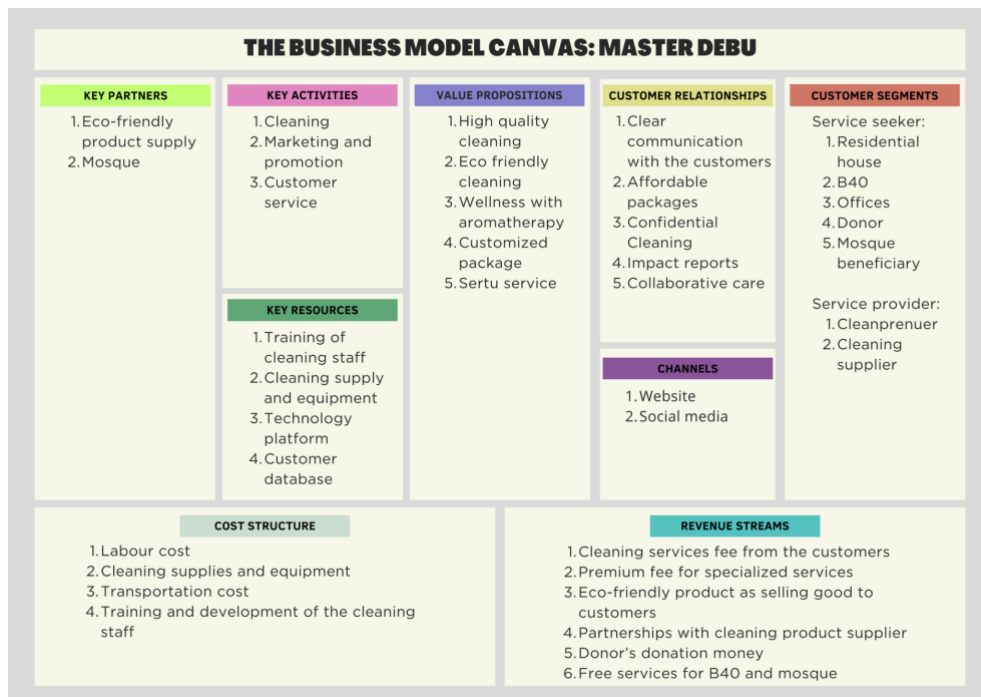 THE BUSINESS MODEL CANVAS: MASTER DEBU
KEY PARTNERS
1. Eco-friendly
product supply
2. Mosque
KEY ACTIVITIES
1. Cleaning
2. Marketing and
promotion
3. Customer
service
KEY RESOURCES
1. Training of
cleaning staff
2. Cleaning supply
and equipment
3. Technology
platform
4. Customer
database
VALUE PROPOSITIONS
1. High quality
cleaning
2. Eco friendly
cleaning
3. Wellness with
aromatherapy
4. Customized
package
5. Sertu service
CUSTOMER RELATIONSHIPS
1. Clear
communication
with the customers
2. Affordable
packages
3. Confidential
Cleaning
4. Impact reports
5. Collaborative care
CHANNELS
1. Website
2. Social media
CUSTOMER SEGMENTS
Service seeker:
1. Residential
house
2. B40
3. Offices
4. Donor
5. Mosque
beneficiary
Service provider:
1. Cleanprenuer
2. Cleaning
supplier
COST STRUCTURE
1. Labour cost
2. Cleaning supplies and equipment
3. Transportation cost
4. Training and development of the cleaning
staff
REVENUE STREAMS
1. Cleaning services fee from the customers
2. Premium fee for specialized services
3. Eco-friendly product as selling good to
customers
4. Partnerships with cleaning product supplier
5. Donor's donation money
6. Free services for B40 and mosque